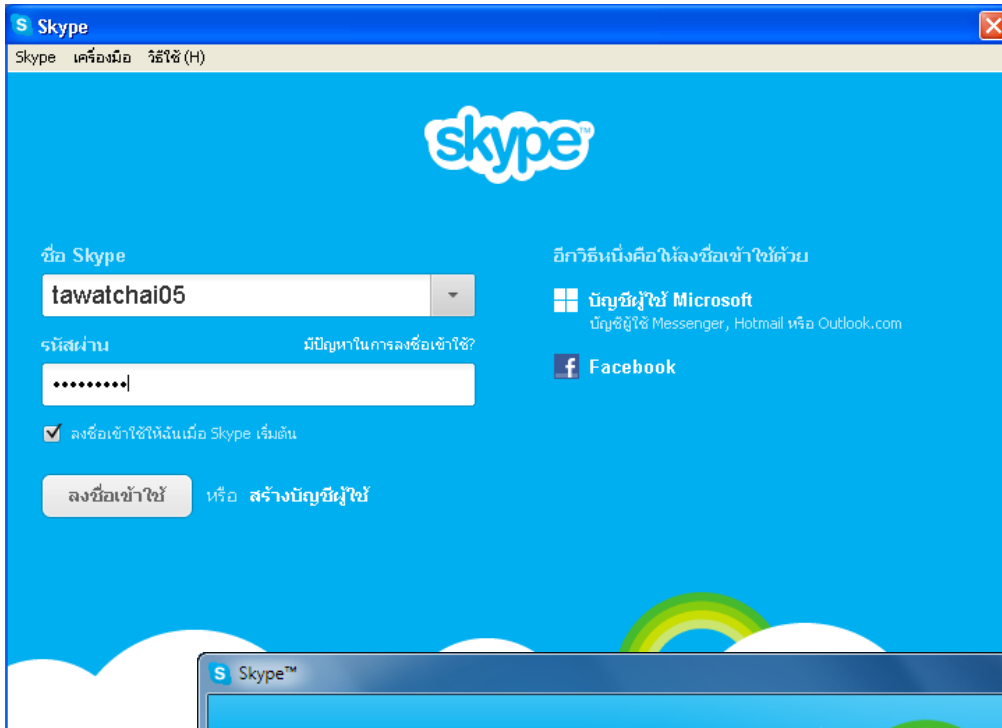 Skype
Skype เครื่องมือ วิธีใช้ (H)
skype™
ชื่อ Skype
tawatchai05
รหัสผ่าน มีปัญหาในการลงชื่อเข้าใช้?
•••••••••
ลงชื่อเข้าใช้ให้ฉันเมื่อ Skype เริ่มต้น
ลงชื่อเข้าใช้ หรือ สร้างบัญชีผู้ใช้
อีกวิธีหนึ่งคือให้ลงชื่อเข้าใช้ด้วย
บัญชีผู้ใช้ Microsoft
บัญชีผู้ใช้ Messenger, Hotmail หรือ Outlook.com
Facebook
Skype™